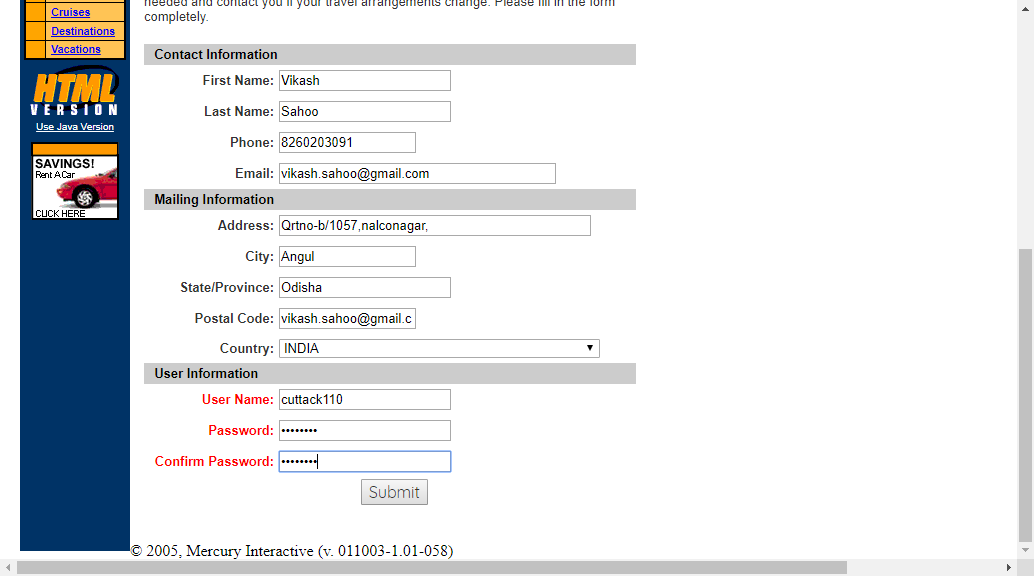 needed and contact you if your travel arrangements change. Please fill in the form
completely.
Cruises
Destinations
Vacations
HTML
VERSION
Use Java Version
SAVINGS!
Rent A Car
CLICK HERE
Contact Information
First Name: Vikash
Last Name: Sahoo
Phone: 8260203091
Email: vikash.sahoo@gmail.com
Mailing Information
Address: Qrtno-b/1057,nalconagar,
City: Angul
State/Province: Odisha
Postal Code: vikash.sahoo@gmail.c
Country: INDIA
User Information
User Name: cuttack110
Password: ••••••••
Confirm Password: ••••••••
Submit
© 2005, Mercury Interactive (v. 011003-1.01-058)